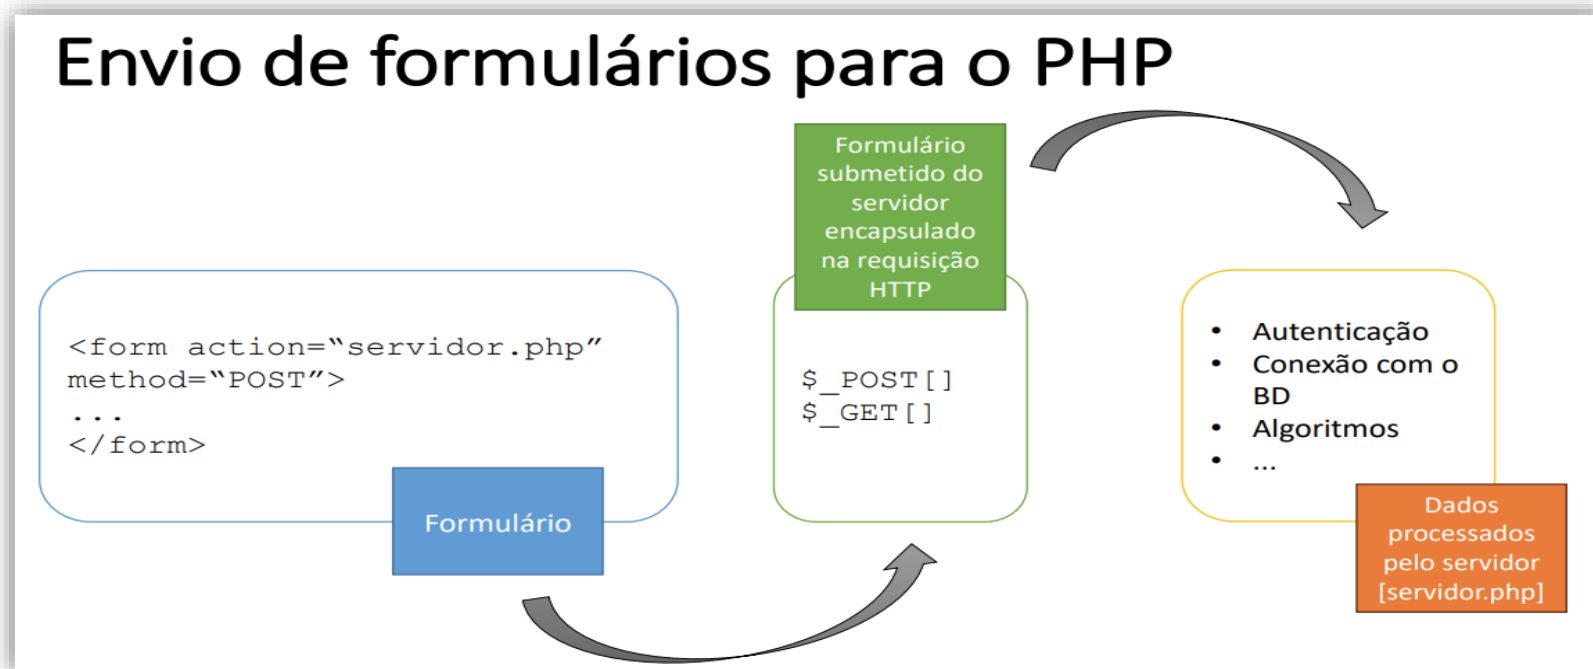 Envio de formulários para o PHP
<form action=“servidor.php”
method=“POST”>
...
</form>
Formulário
Formulário
submetido do
servidor
encapsulado
na requisição
HTTP
$_POST[]
$_GET[]
• Autenticação
• Conexão com o
BD
• Algoritmos
• ...
Dados
processados
pelo servidor
[servidor.php]